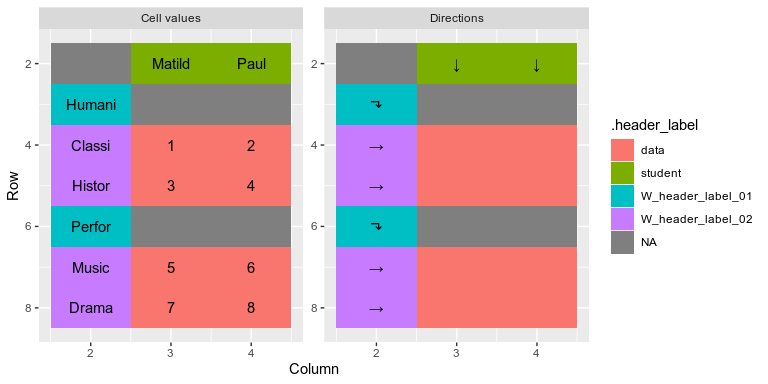 Cell values
Directions
2
Matild Paul
2
↓ ↓
Humani
↴
4
Classi 1 2
4
→
Histor 3 4
→
6
Perfor
6
↴
Music 5 6
→
8
Drama 7 8
8
→
2 3 4
2 3 4
Row
Column
.header_label
data
student
W_header_label_01
W_header_label_02
NA